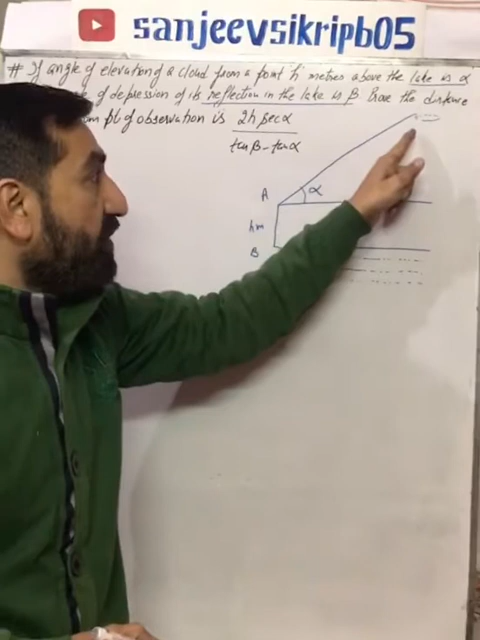 sanjeevsikripb05
# If angle of elevation of a cloud from a point 'h' metres above the lake is α
of depression of its reflection in the lake is β Prove the distance
pt of observation is 2h secα
tanβ - tanα
A α
hm
B